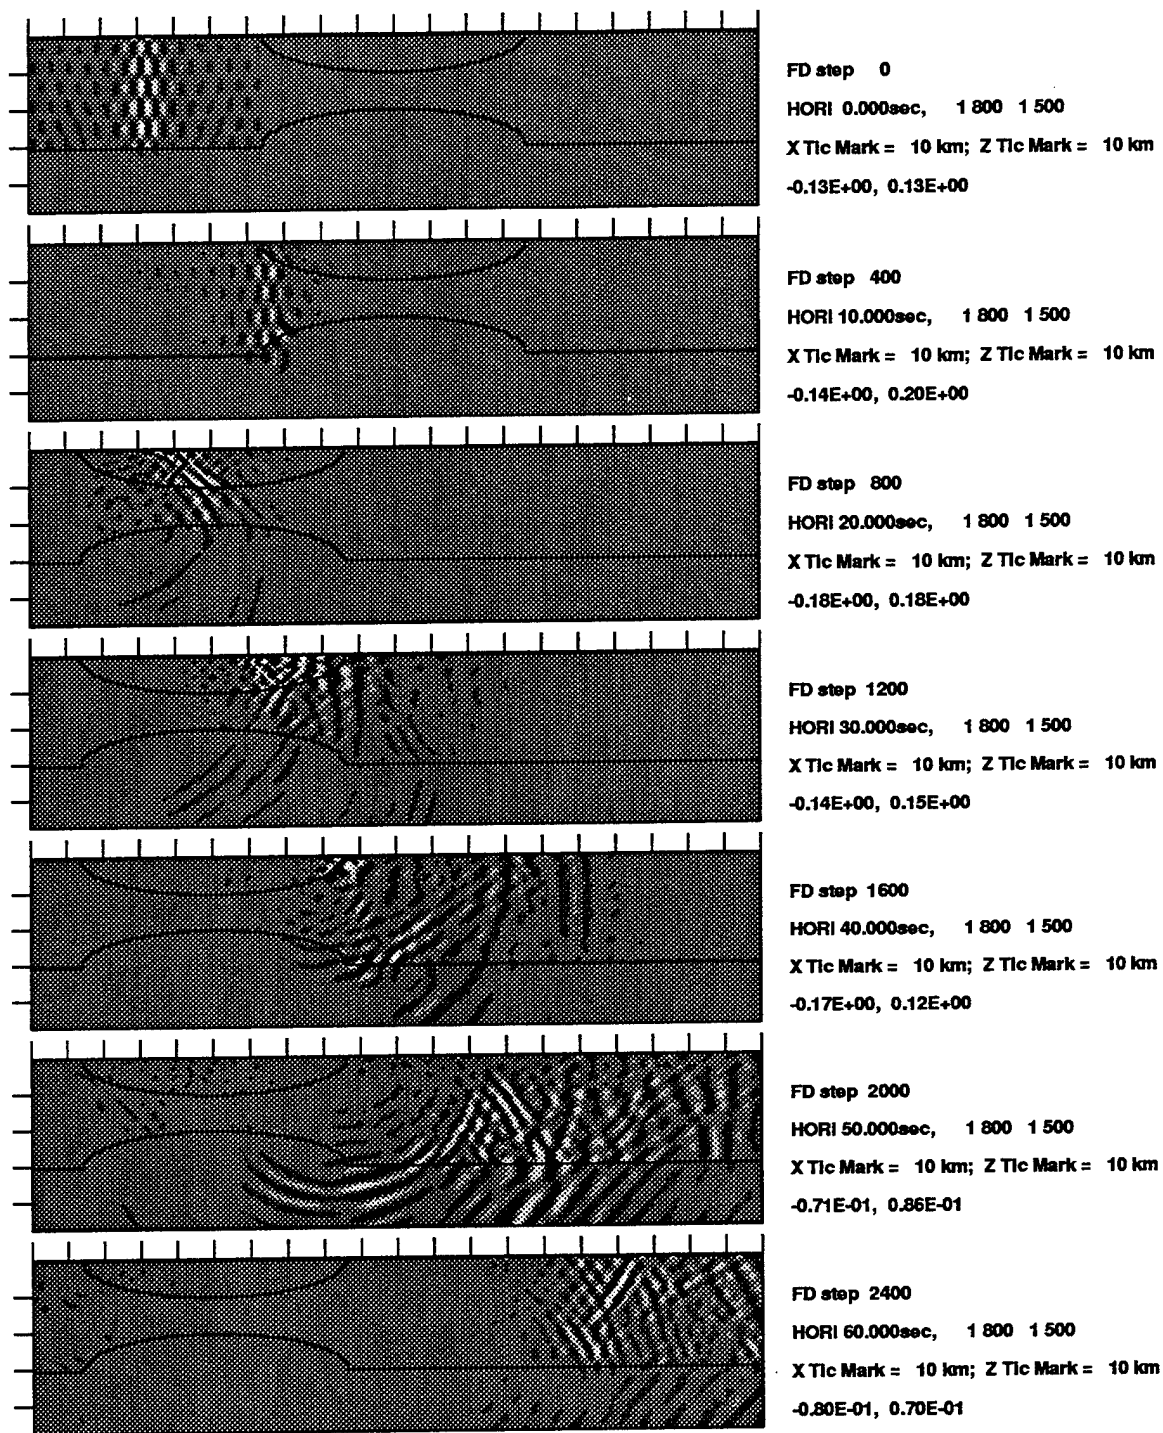 FD step 0
HORI 0.000sec, 1 800 1 500
X Tic Mark = 10 km; Z Tic Mark = 10 km
-0.13E+00, 0.13E+00
FD step 400
HORI 10.000sec, 1 800 1 500
X Tic Mark = 10 km; Z Tic Mark = 10 km
-0.14E+00, 0.20E+00
FD step 800
HORI 20.000sec, 1 800 1 500
X Tic Mark = 10 km; Z Tic Mark = 10 km
-0.18E+00, 0.18E+00
FD step 1200
HORI 30.000sec, 1 800 1 500
X Tic Mark = 10 km; Z Tic Mark = 10 km
-0.14E+00, 0.15E+00
FD step 1600
HORI 40.000sec, 1 800 1 500
X Tic Mark = 10 km; Z Tic Mark = 10 km
-0.17E+00, 0.12E+00
FD step 2000
HORI 50.000sec, 1 800 1 500
X Tic Mark = 10 km; Z Tic Mark = 10 km
-0.71E-01, 0.86E-01
FD step 2400
HORI 60.000sec, 1 800 1 500
X Tic Mark = 10 km; Z Tic Mark = 10 km
-0.80E-01, 0.70E-01